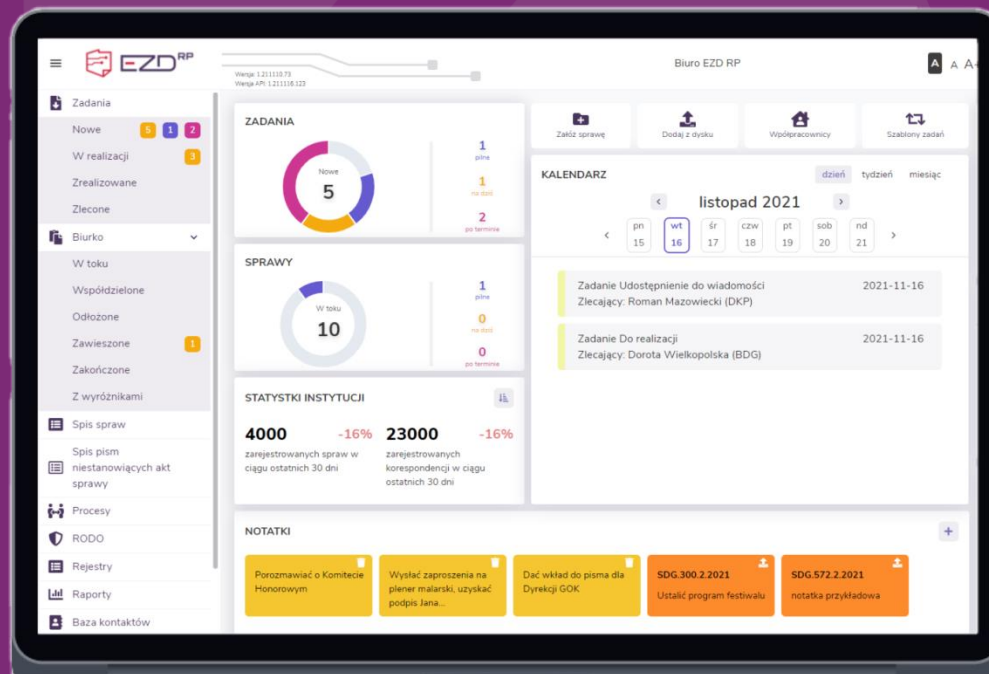 EZD RP
Wersja: 1.211110.73
Wersja API: 1.211116.123
Biuro EZD RP
A A A+
Zadania
Nowe 5 1 2
W realizacji 3
Zrealizowane
Zlecone
Biurko
W toku
Współdzielone
Odłożone
Zawieszone 1
Zakończone
Z wyróżnikami
Spis spraw
Spis pism
niestanowiących akt
sprawy
Procesy
RODO
Rejestry
Raporty
Baza kontaktów
ZADANIA
Nowe
5
1
pilne
1
na dziś
2
po terminie
SPRAWY
W toku
10
1
pilne
0
na dziś
0
po terminie
STATYSTKI INSTYTUCJI
4000 -16%
zarejestrowanych spraw w
ciągu ostatnich 30 dni
23000 -16%
zarejestrowanych
korespondencji w ciągu
ostatnich 30 dni
Załóż sprawę
Dodaj z dysku
Współpracownicy
Szablony zadań
KALENDARZ
dzień tydzień miesiąc
< listopad 2021 >
pn wt śr czw pt sob nd
< 15 16 17 18 19 20 21 >
Zadanie Udostępnienie do wiadomości 2021-11-16
Zlecający: Roman Mazowiecki (DKP)
Zadanie Do realizacji 2021-11-16
Zlecający: Dorota Wielkopolska (BDG)
NOTATKI
+
Porozmawiać o Komitecie
Honorowym
Wysłać zaproszenia na
plener malarski, uzyskać
podpis Jana...
Dać wkład do pisma dla
Dyrekcji GOK
SDG.300.2.2021
Ustalić program festiwalu
SDG.572.2.2021
notatka przykładowa